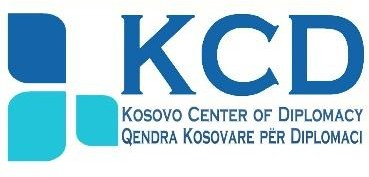 KCD
KOSOVO CENTER OF DIPLOMACY
QENDRA KOSOVARE PËR DIPLOMACI